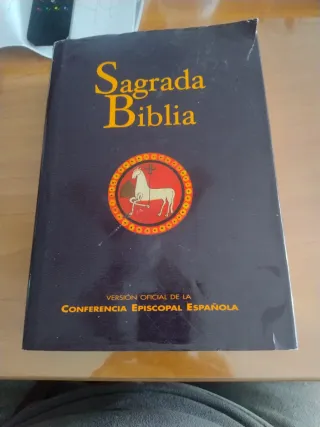 Sagrada
Biblia
VERSIÓN OFICIAL DE LA
CONFERENCIA EPISCOPAL ESPAÑOLA